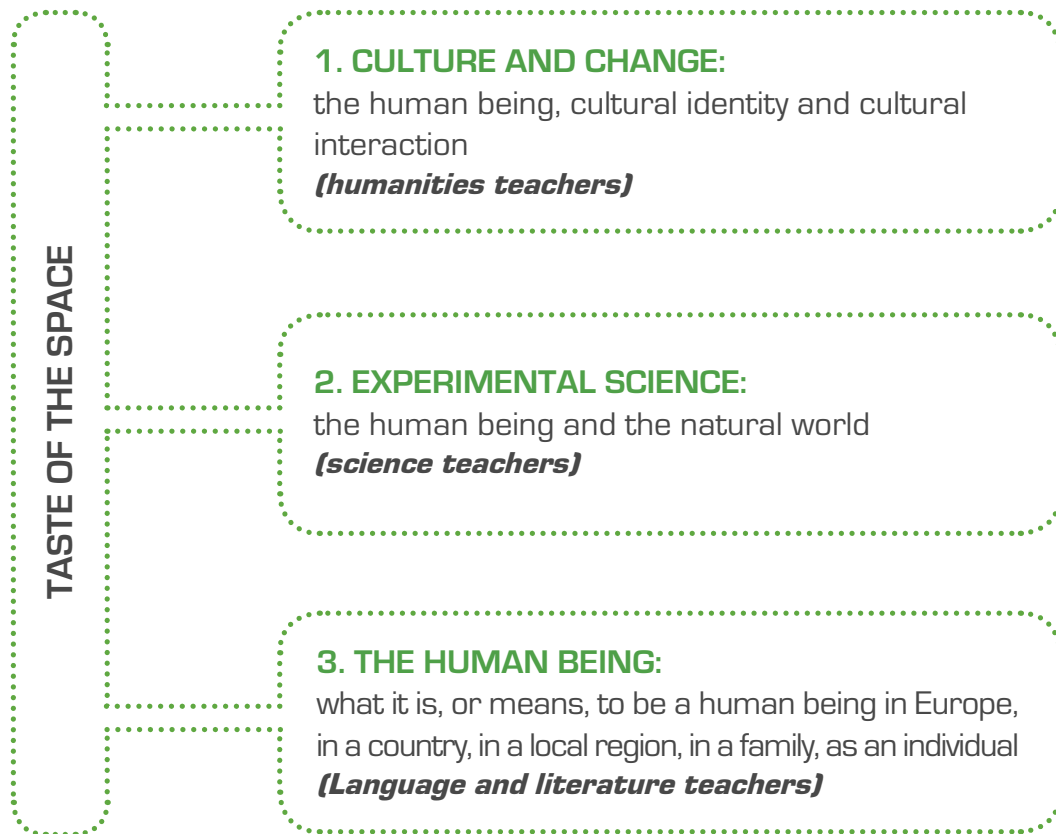 TASTE OF THE SPACE
1. CULTURE AND CHANGE:
the human being, cultural identity and cultural
interaction
(humanities teachers)
2. EXPERIMENTAL SCIENCE:
the human being and the natural world
(science teachers)
3. THE HUMAN BEING:
what it is, or means, to be a human being in Europe,
in a country, in a local region, in a family, as an individual
(Language and literature teachers)